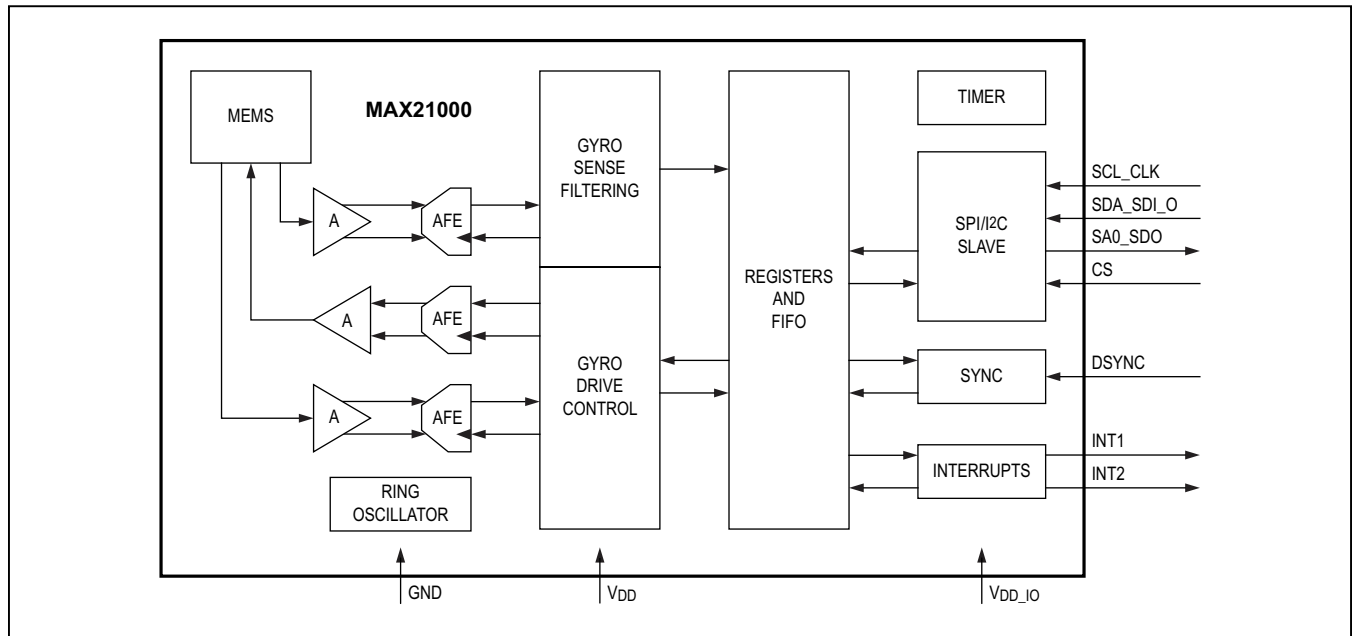 MEMS
MAX21000
GYRO
SENSE
FILTERING
TIMER
A
AFE
SPI/I2C
SLAVE
SCL_CLK
SDA_SDI_O
SA0_SDO
CS
REGISTERS
AND
FIFO
A
AFE
GYRO
DRIVE
CONTROL
SYNC
DSYNC
A
AFE
INTERRUPTS
INT1
INT2
RING
OSCILLATOR
GND
VDD
VDD_IO